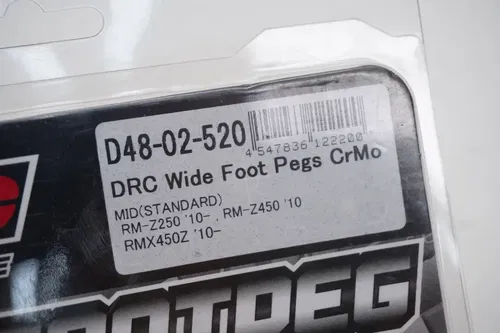 D48-02-520
4 547836 122200
DRC Wide Foot Pegs CrMo
MID(STANDARD)
RM-Z250 '10- , RM-Z450 '10
RMX450Z '10-